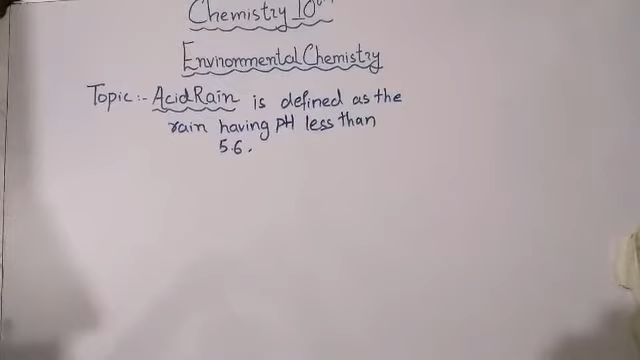 Chemistry 10th
Environmental Chemistry
Topic:- Acid Rain is defined as the
rain having pH less than
5.6.